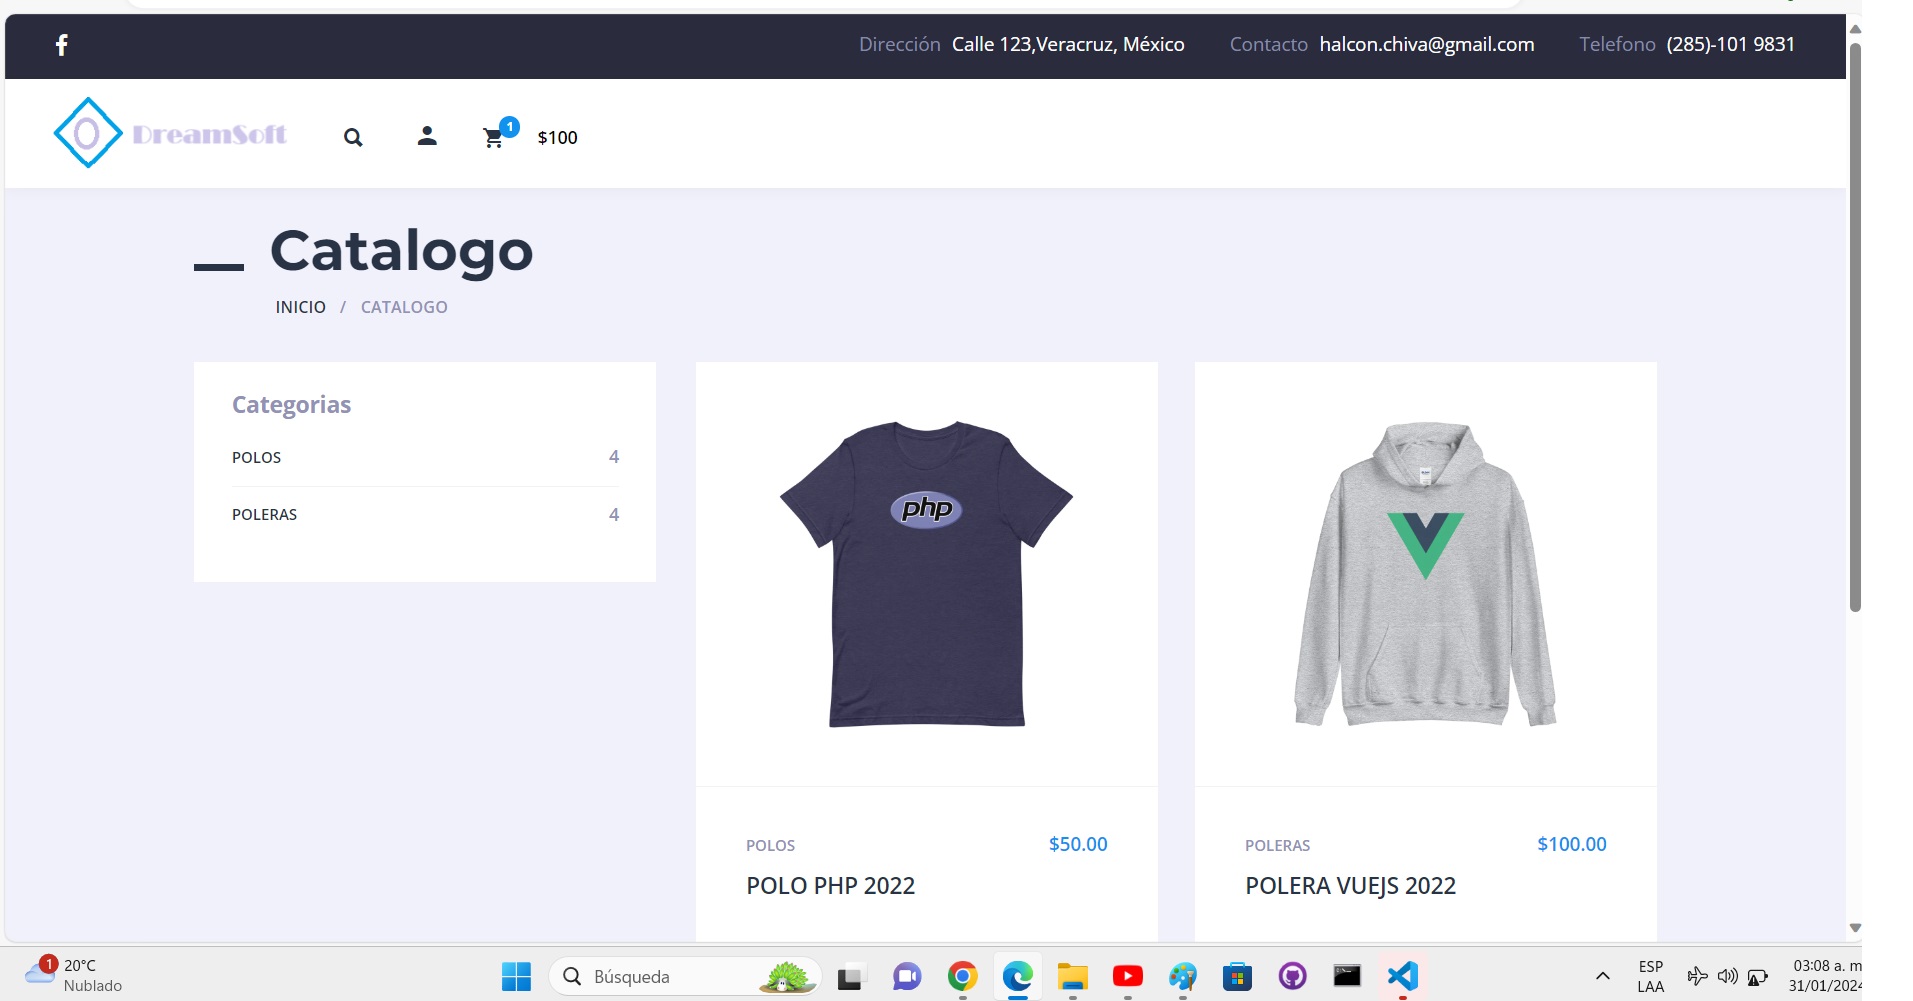 Dirección Calle 123,Veracruz, México Contacto halcon.chiva@gmail.com Telefono (285)-101 9831
DreamSoft 1 $100
Catalogo
INICIO / CATALOGO
Categorias
POLOS 4
POLERAS 4
php
POLOS $50.00
POLO PHP 2022
POLERAS $100.00
POLERA VUEJS 2022
1 20°C
Nublado
Búsqueda
ESP
LAA
03:08 a. m
31/01/2024